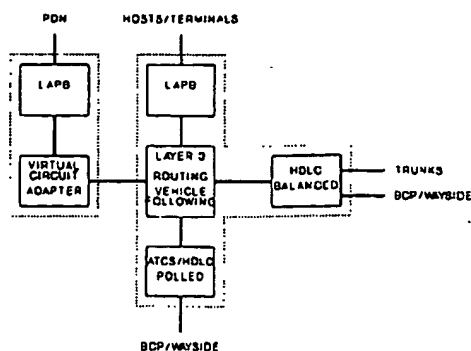 PDN
HOSTS/TERMINALS
LAPB
LAPB
VIRTUAL
CIRCUIT
ADAPTER
LAYER 3
ROUTING
VEHICLE
FOLLOWING
HDLC
BALANCED
TRUNKS
BCP/WAYSIDE
ATCS/HDLC
POLLED
BCP/WAYSIDE